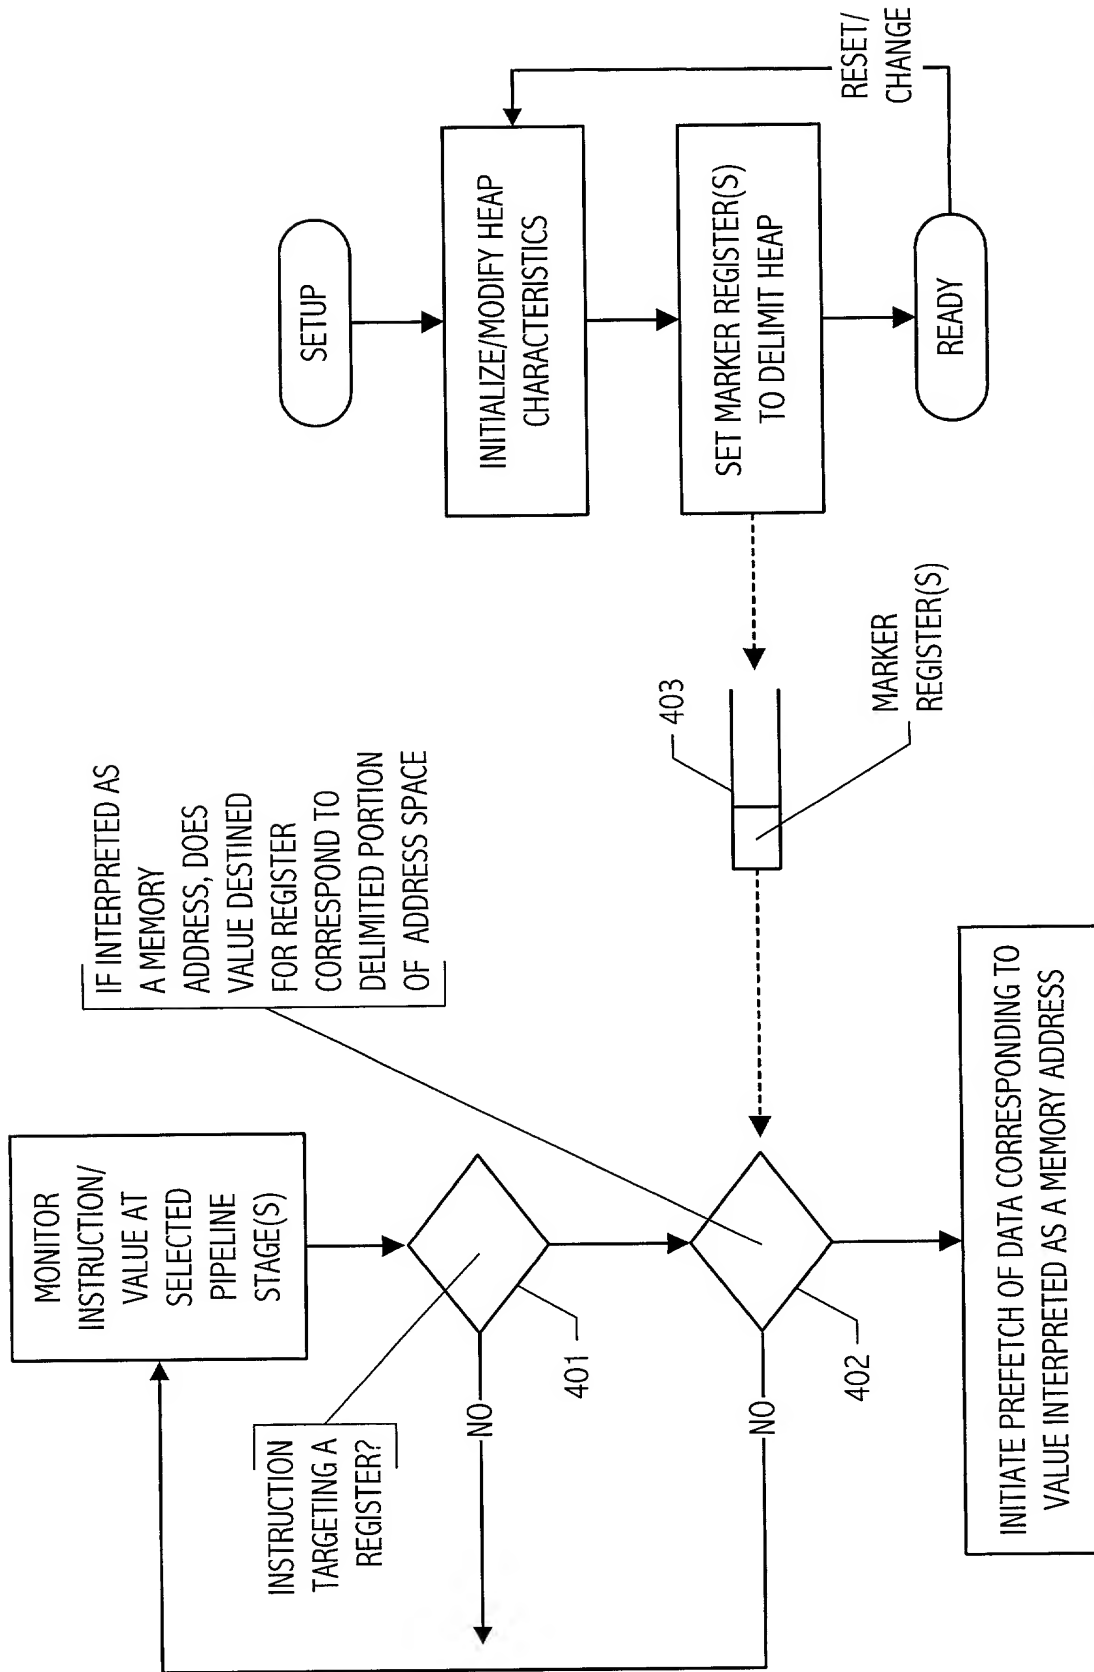 SETUP
INITIALIZE/MODIFY HEAP
CHARACTERISTICS
SET MARKER REGISTER(S)
TO DELIMIT HEAP
READY
RESET/
CHANGE
403
MARKER
REGISTER(S)
IF INTERPRETED AS
A MEMORY
ADDRESS, DOES
VALUE DESTINED
FOR REGISTER
CORRESPOND TO
DELIMITED PORTION
OF ADDRESS SPACE
MONITOR
INSTRUCTION/
VALUE AT
SELECTED
PIPELINE
STAGE(S)
INSTRUCTION
TARGETING A
REGISTER?
NO
401
NO
402
INITIATE PREFETCH OF DATA CORRESPONDING TO
VALUE INTERPRETED AS A MEMORY ADDRESS